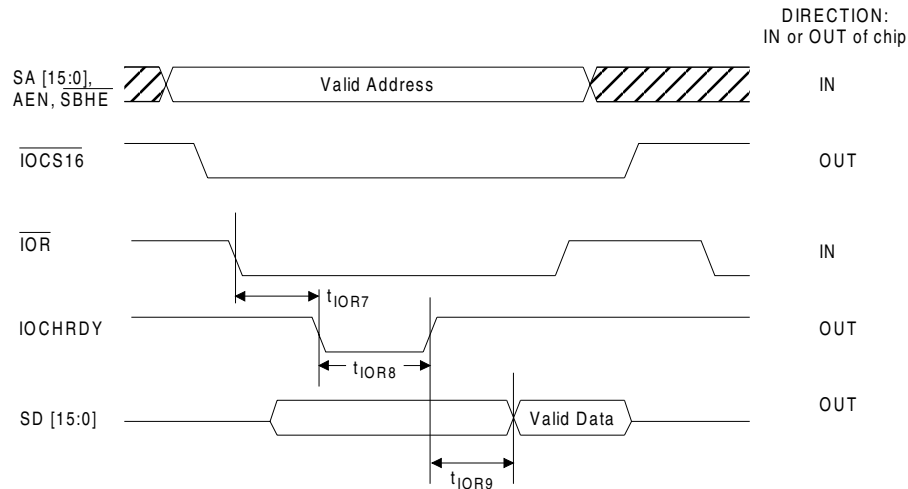 DIRECTION:
IN or OUT of chip
SA [15:0],
AEN, SBHE
Valid Address
IN
IOCS16
OUT
IOR
IN
tIOR7
IOCHRDY
OUT
tIOR8
OUT
SD [15:0]
Valid Data
tIOR9